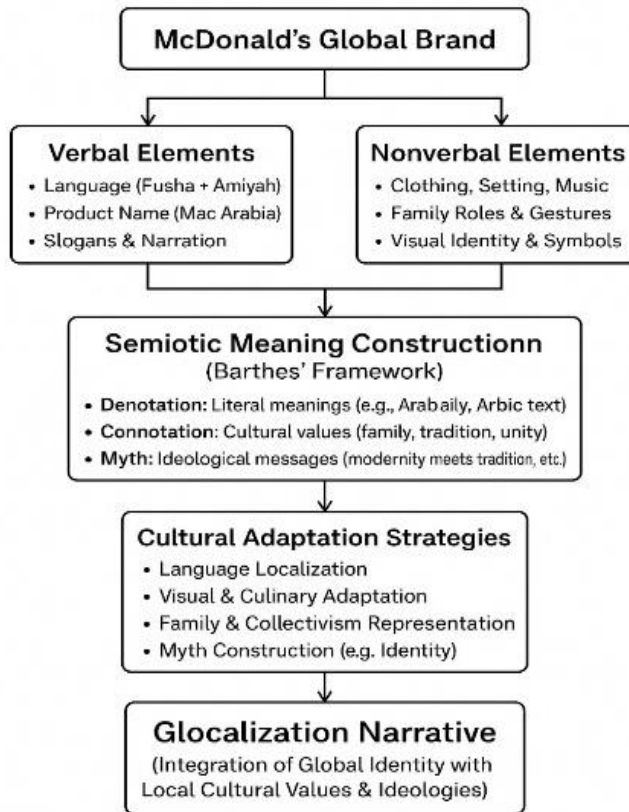 McDonald's Global Brand
Verbal Elements
• Language (Fusha + Amiyah)
• Product Name (Mac Arabia)
• Slogans & Narration
Nonverbal Elements
• Clothing, Setting, Music
• Family Roles & Gestures
• Visual Identity & Symbols
Semiotic Meaning Constructionn
(Barthes' Framework)
• Denotation: Literal meanings (e.g., Arabaily, Arbic text)
• Connotation: Cultural values (family, tradition, unity)
• Myth: Ideological messages (modernity meets tradition, etc.)
Cultural Adaptation Strategies
• Language Localization
• Visual & Culinary Adaptation
• Family & Collectivism Representation
• Myth Construction (e.g. Identity)
Glocalization Narrative
(Integration of Global Identity with
Local Cultural Values & Ideologies)